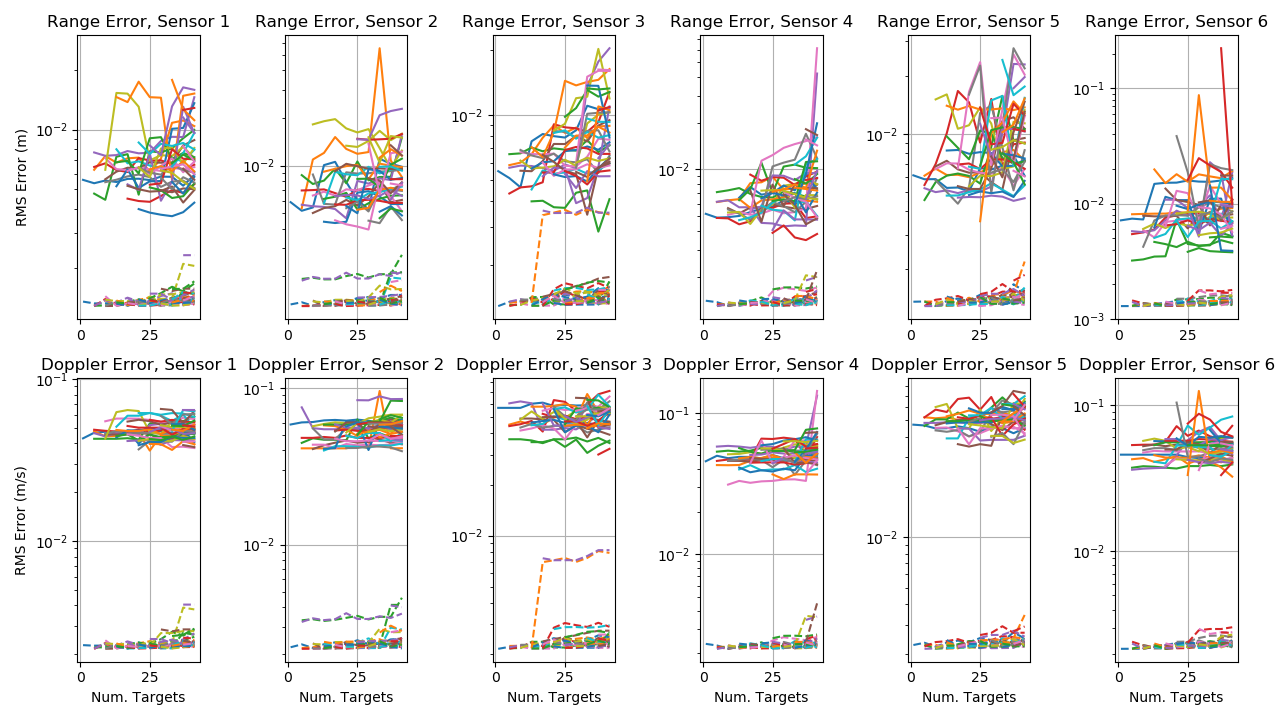 Range Error, Sensor 1
Range Error, Sensor 2
Range Error, Sensor 3
Range Error, Sensor 4
Range Error, Sensor 5
Range Error, Sensor 6
RMS Error (m)
10⁻²
0
25
10⁻²
0
25
10⁻²
0
25
10⁻²
0
25
10⁻²
0
25
10⁻¹
10⁻²
10⁻³
0
25
Doppler Error, Sensor 1
Doppler Error, Sensor 2
Doppler Error, Sensor 3
Doppler Error, Sensor 4
Doppler Error, Sensor 5
Doppler Error, Sensor 6
RMS Error (m/s)
10⁻¹
10⁻²
0
25
Num. Targets
10⁻¹
10⁻²
0
25
Num. Targets
10⁻²
0
25
Num. Targets
10⁻¹
10⁻²
0
25
Num. Targets
10⁻²
0
25
Num. Targets
10⁻¹
10⁻²
0
25
Num. Targets